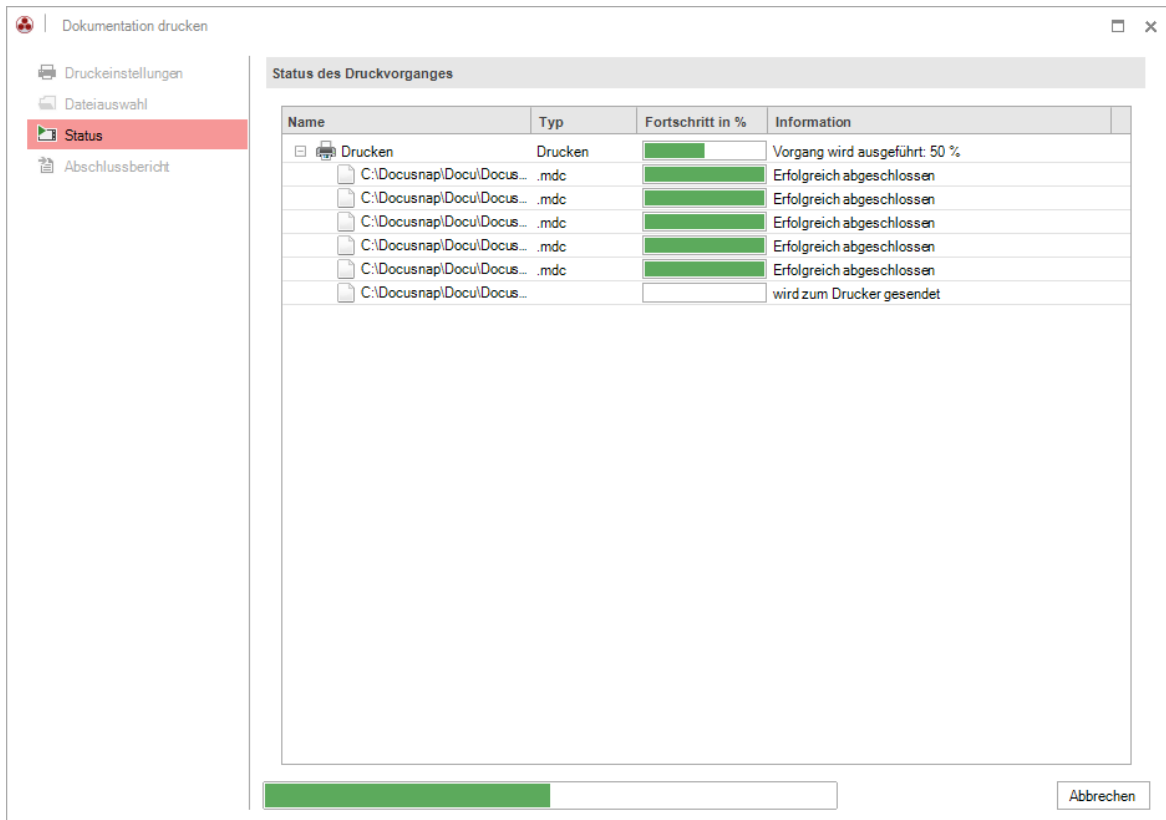 Dokumentation drucken
Druckeinstellungen
Dateiauswahl
Status
Abschlussbericht
Status des Druckvorganges
Name Typ Fortschritt in % Information
Drucken Drucken Vorgang wird ausgeführt: 50 %
C:\Docusnap\Docu\Docus... .mdc Erfolgreich abgeschlossen
C:\Docusnap\Docu\Docus... .mdc Erfolgreich abgeschlossen
C:\Docusnap\Docu\Docus... .mdc Erfolgreich abgeschlossen
C:\Docusnap\Docu\Docus... .mdc Erfolgreich abgeschlossen
C:\Docusnap\Docu\Docus... .mdc Erfolgreich abgeschlossen
C:\Docusnap\Docu\Docus... wird zum Drucker gesendet
Abbrechen